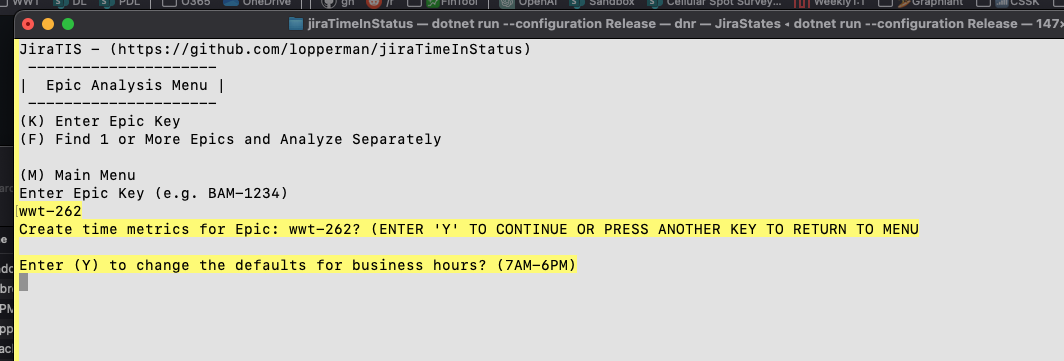 WWT SL DL PDL O365 OneDrive gh /r FinTool OpenAI Sandbox Cellular Spot Survey... Weekly1:1 Graphiant CSSK
jiraTimeInStatus — dotnet run --configuration Release — dnr — JiraStates ◂ dotnet run --configuration Release — 147×
JiraTIS - (https://github.com/lopperman/jiraTimeInStatus)
---------------------
|  Epic Analysis Menu |
---------------------
(K) Enter Epic Key
(F) Find 1 or More Epics and Analyze Separately
(M) Main Menu
Enter Epic Key (e.g. BAM-1234)
wwt-262
Create time metrics for Epic: wwt-262? (ENTER 'Y' TO CONTINUE OR PRESS ANOTHER KEY TO RETURN TO MENU
Enter (Y) to change the defaults for business hours? (7AM-6PM)